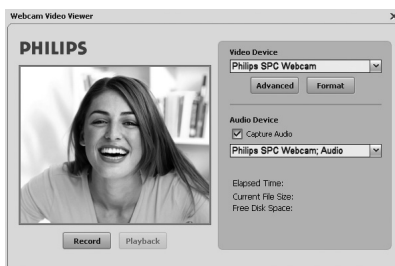 Webcam Video Viewer
PHILIPS
Video Device
Philips SPC Webcam
Advanced Format
Audio Device
Capture Audio
Philips SPC Webcam; Audio
Elapsed Time:
Current File Size:
Free Disk Space:
Record Playback